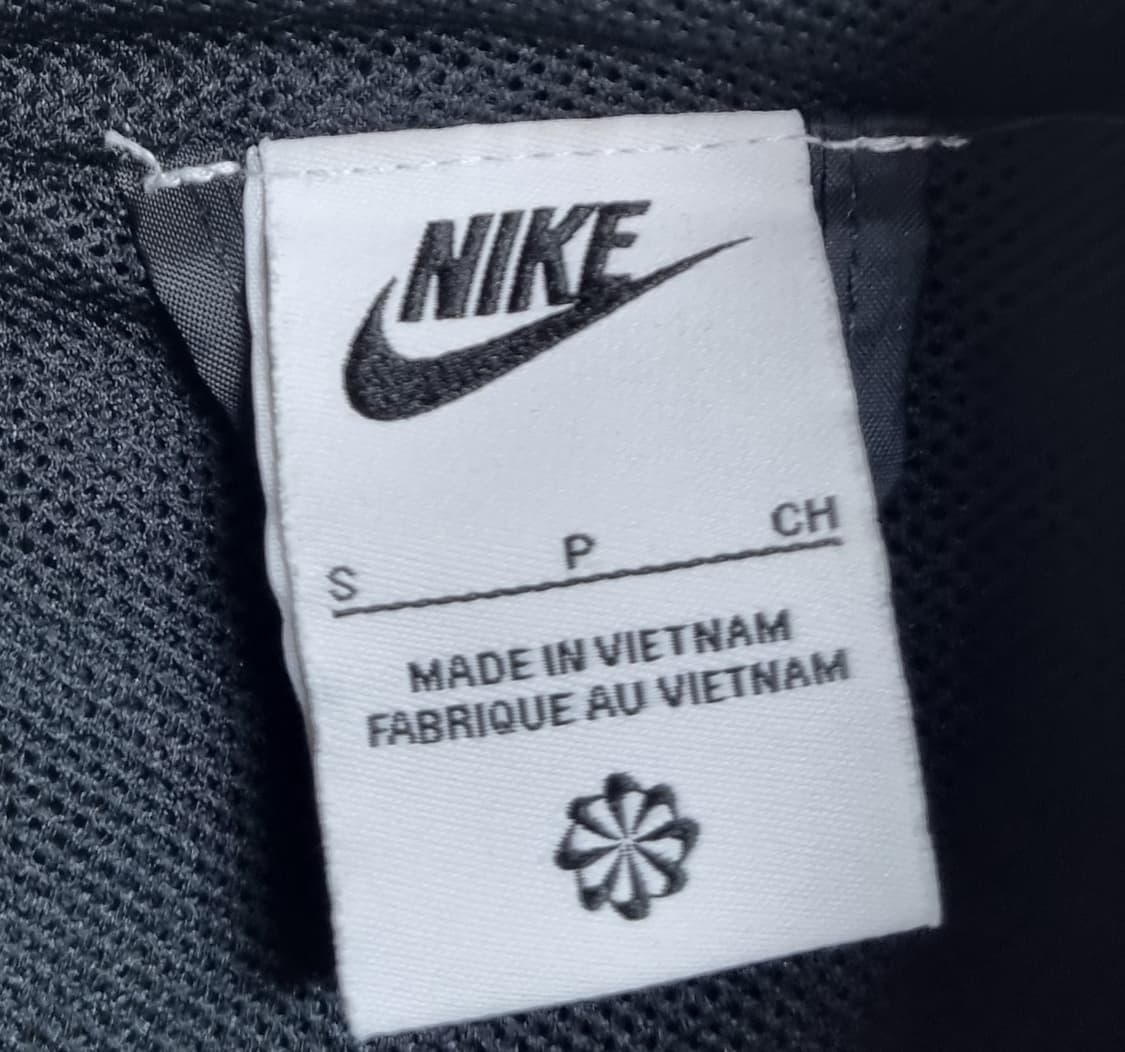 NIKE
S P CH
MADE IN VIETNAM
FABRIQUE AU VIETNAM